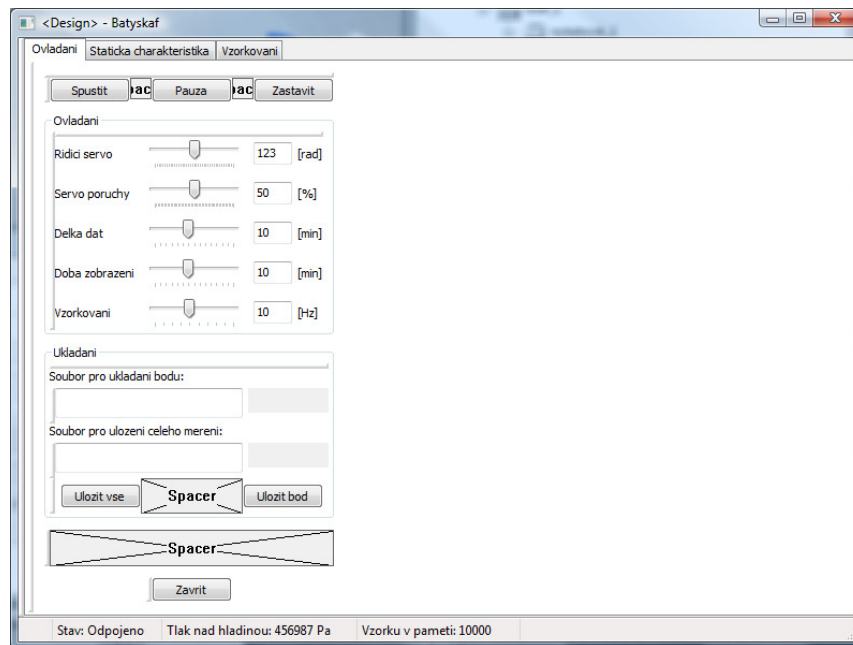 <Design> - Batyskaf
Ovladani Staticka charakteristika Vzorkovani
Spustit Pauza Zastavit
Ovladani
Ridici servo 123 [rad]
Servo poruchy 50 [%]
Delka dat 10 [min]
Doba zobrazeni 10 [min]
Vzorkovani 10 [Hz]
Ukladani
Soubor pro ukladani bodu:
Soubor pro ulozeni celeho mereni:
Ulozit vse Spacer Ulozit bod
Spacer
Zavrit
Stav: Odpojeno Tlak nad hladinou: 456987 Pa Vzorku v pameti: 10000